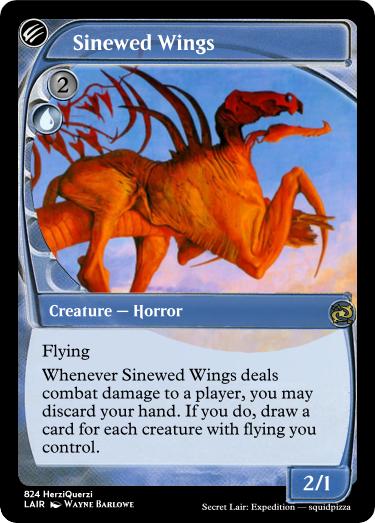 Sinewed Wings
2
Creature — Horror
Flying
Whenever Sinewed Wings deals
combat damage to a player, you may
discard your hand. If you do, draw a
card for each creature with flying you
control.
2/1
824 HerziQuerzi
LAIR Wayne Barlowe
Secret Lair: Expedition — squidpizza